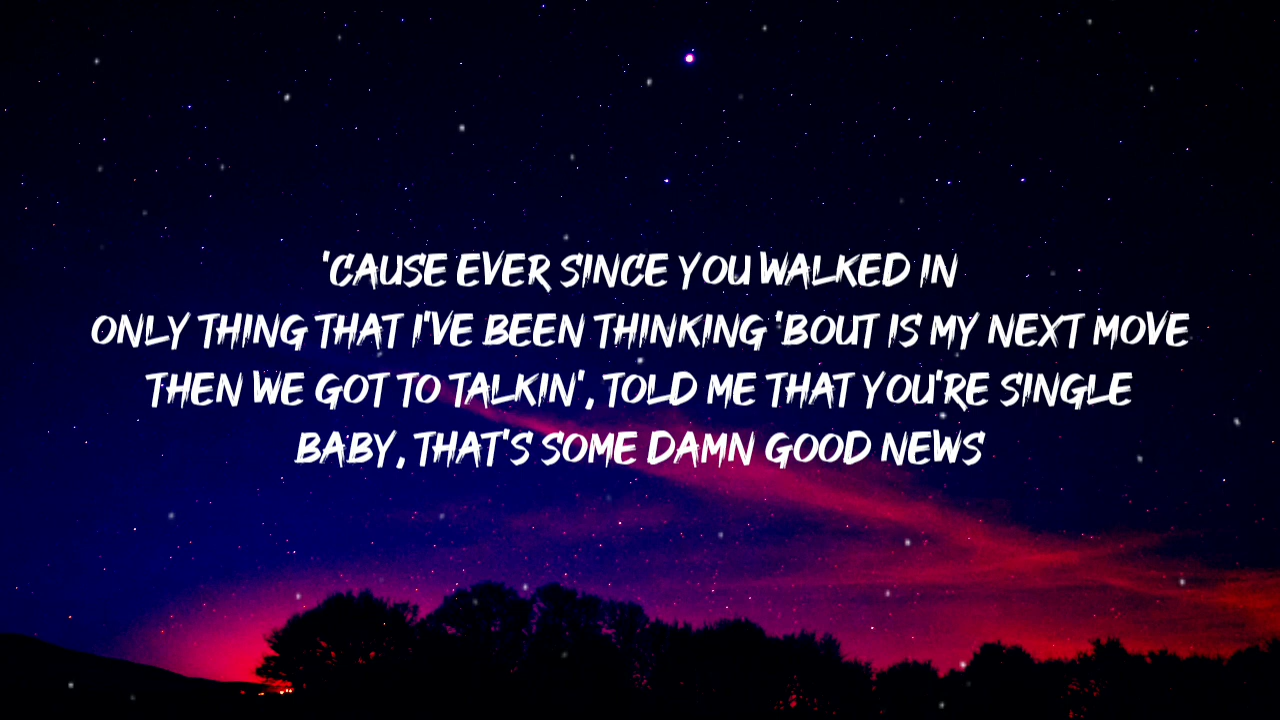 'CAUSE EVER SINCE YOU WALKED IN
ONLY THING THAT I'VE BEEN THINKING 'BOUT IS MY NEXT MOVE
THEN WE GOT TO TALKIN', TOLD ME THAT YOU'RE SINGLE
BABY, THAT'S SOME DAMN GOOD NEWS